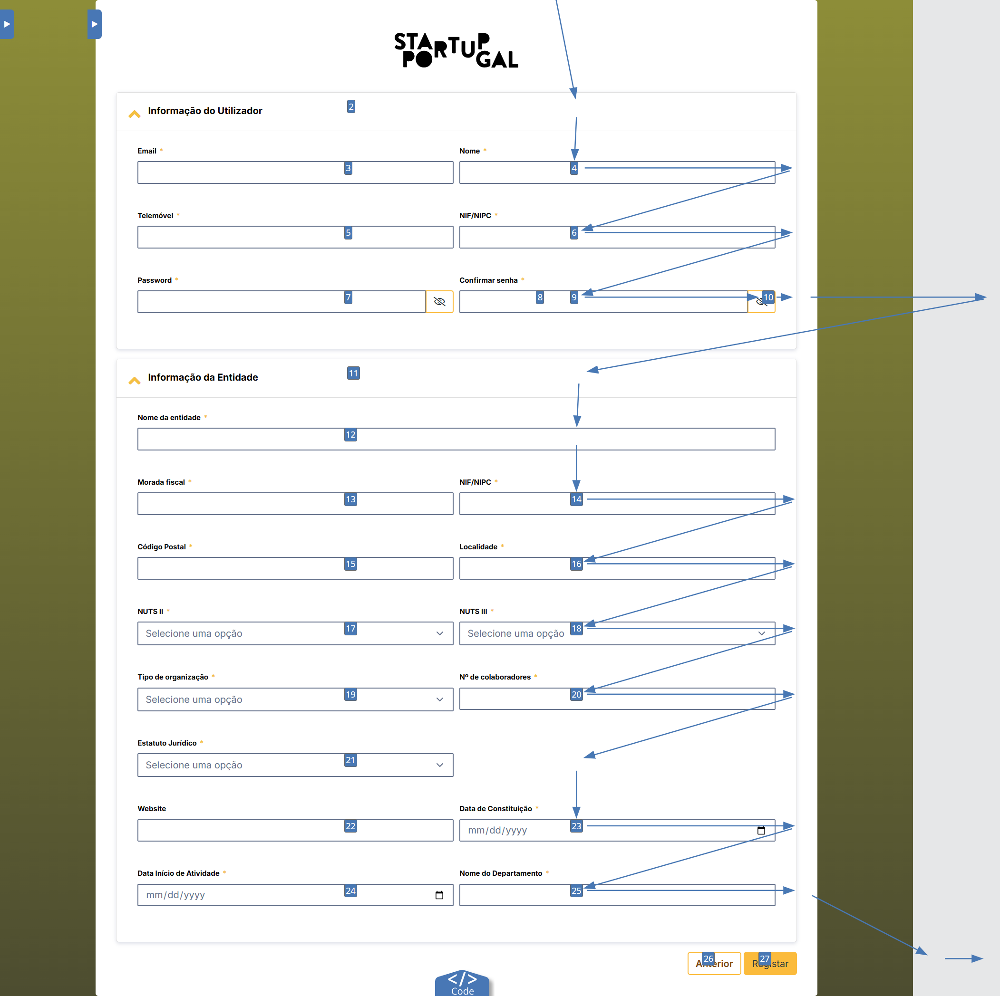 STARTUP
PORTUGAL
Informação do Utilizador 2
Email * Nome *
3 4
Telemóvel * NIF/NIPC *
5 6
Password * Confirmar senha *
7 8 9 10
Informação da Entidade 11
Nome da entidade *
12
Morada fiscal * NIF/NIPC *
13 14
Código Postal * Localidade *
15 16
NUTS II * NUTS III *
Selecione uma opção 17 Selecione uma opção 18
Tipo de organização * Nº de colaboradores *
Selecione uma opção 19 20
Estatuto Jurídico *
Selecione uma opção 21
Website Data de Constituição *
22 mm/dd/yyyy 23
Data Início de Atividade * Nome do Departamento *
mm/dd/yyyy 24 25
26 27
Anterior Registar
</>
Code